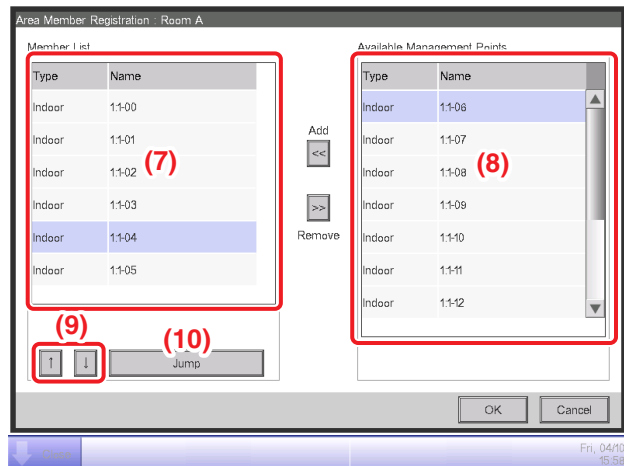 Area Member Registration : Room A
Member List
Available Management Points
Type Name
Indoor 1:1-00
Indoor 1:1-01
Indoor 1:1-02
Indoor 1:1-03
Indoor 1:1-04
Indoor 1:1-05
(7)
Add
<<
>>
Remove
Type Name
Indoor 1:1-06
Indoor 1:1-07
Indoor 1:1-08
Indoor 1:1-09
Indoor 1:1-10
Indoor 1:1-11
Indoor 1:1-12
(8)
(9)
(10)
↑ ↓ Jump
OK Cancel
Fri, 04/10
15:58